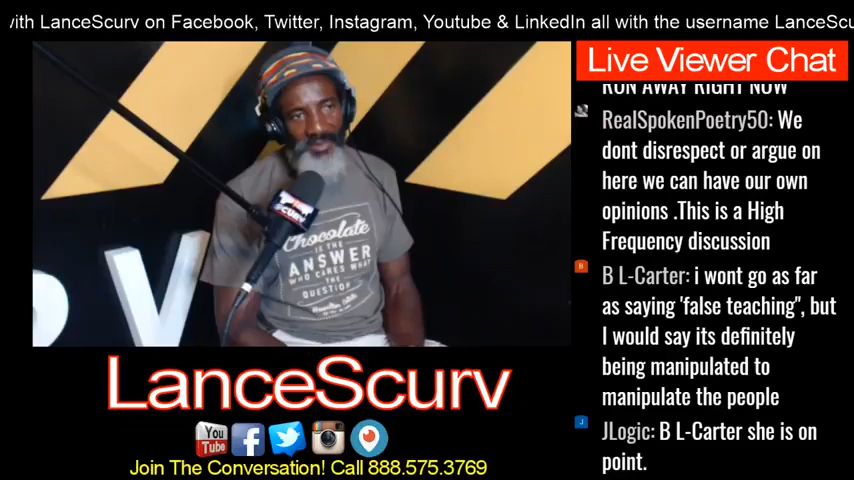 with LanceScurv on Facebook, Twitter, Instagram, Youtube & LinkedIn all with the username LanceScu
Live Viewer Chat
RUN AWAY RIGHT NOW
RealSpokenPoetry50: We
dont disrespect or argue on
here we can have our own
opinions .This is a High
Frequency discussion
B
B L-Carter: i wont go as far
as saying 'false teaching", but
I would say its definitely
being manipulated to
manipulate the people
J
JLogic: B L-Carter she is on
point.
SCURV
Chocolate
IS THE
ANSWER
WHO CARES WHAT
THE
QUESTION
RV
LanceScurv
You
Tube
Join The Conversation! Call 888.575.3769